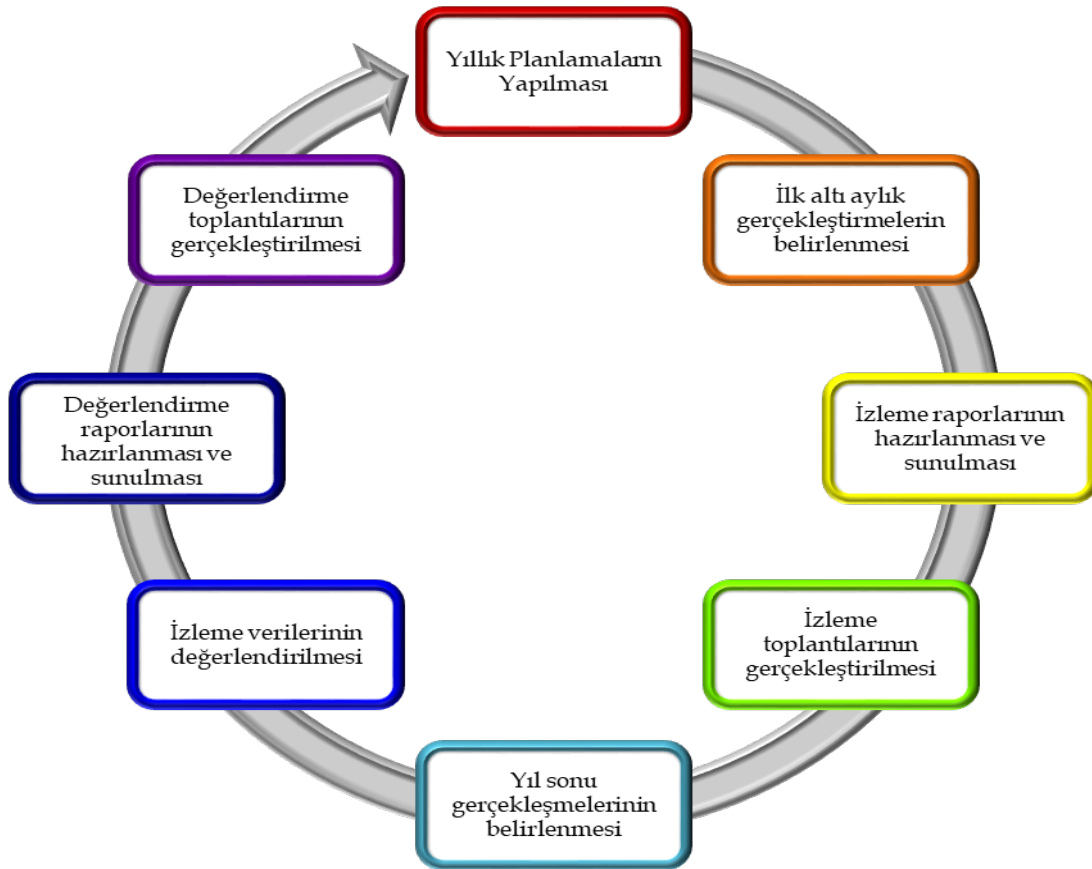 Yıllık Planlamaların
Yapılması
İlk altı aylık
gerçekleştirmelerin
belirlenmesi
İzleme raporlarının
hazırlanması ve
sunulması
İzleme
toplantılarının
gerçekleştirilmesi
Yıl sonu
gerçekleşmelerinin
belirlenmesi
İzleme verilerinin
değerlendirilmesi
Değerlendirme
raporlarının
hazırlanması ve
sunulması
Değerlendirme
toplantılarının
gerçekleştirilmesi